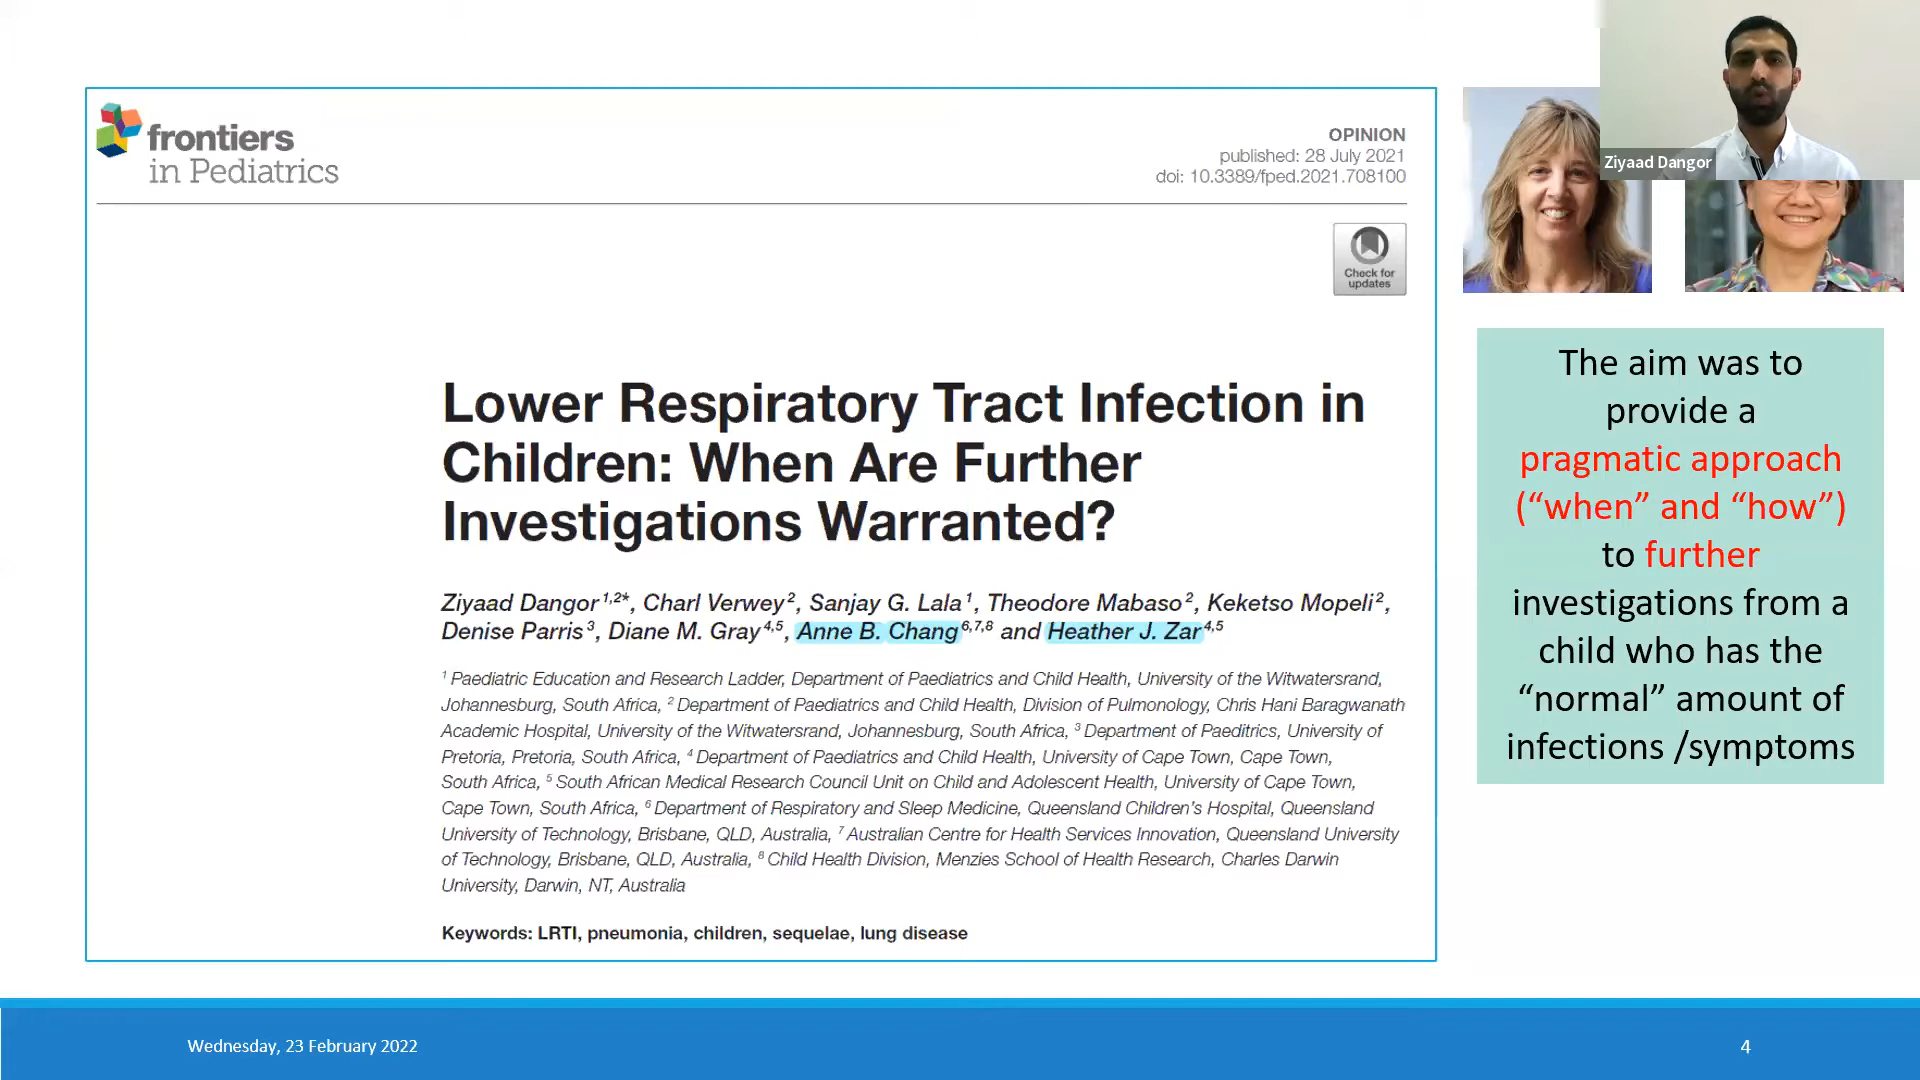 frontiers
in Pediatrics
OPINION
published: 28 July 2021
doi: 10.3389/fped.2021.708100
Check for
updates
Lower Respiratory Tract Infection in
Children: When Are Further
Investigations Warranted?
Ziyaad Dangor 1,2*, Charl Verwey 2, Sanjay G. Lala 1, Theodore Mabaso 2, Keketso Mopeli 2,
Denise Parris 3, Diane M. Gray 4,5, Anne B. Chang 6,7,8 and Heather J. Zar 4,5
1 Paediatric Education and Research Ladder, Department of Paediatrics and Child Health, University of the Witwatersrand,
Johannesburg, South Africa, 2 Department of Paediatrics and Child Health, Division of Pulmonology, Chris Hani Baragwanath
Academic Hospital, University of the Witwatersrand, Johannesburg, South Africa, 3 Department of Paeditrics, University of
Pretoria, Pretoria, South Africa, 4 Department of Paediatrics and Child Health, University of Cape Town, Cape Town,
South Africa, 5 South African Medical Research Council Unit on Child and Adolescent Health, University of Cape Town,
Cape Town, South Africa, 6 Department of Respiratory and Sleep Medicine, Queensland Children's Hospital, Queensland
University of Technology, Brisbane, QLD, Australia, 7 Australian Centre for Health Services Innovation, Queensland University
of Technology, Brisbane, QLD, Australia, 8 Child Health Division, Menzies School of Health Research, Charles Darwin
University, Darwin, NT, Australia
Keywords: LRTI, pneumonia, children, sequelae, lung disease
Ziyaad Dangor
The aim was to
provide a
pragmatic approach
(“when” and “how”)
to further
investigations from a
child who has the
“normal” amount of
infections /symptoms
Wednesday, 23 February 2022
4